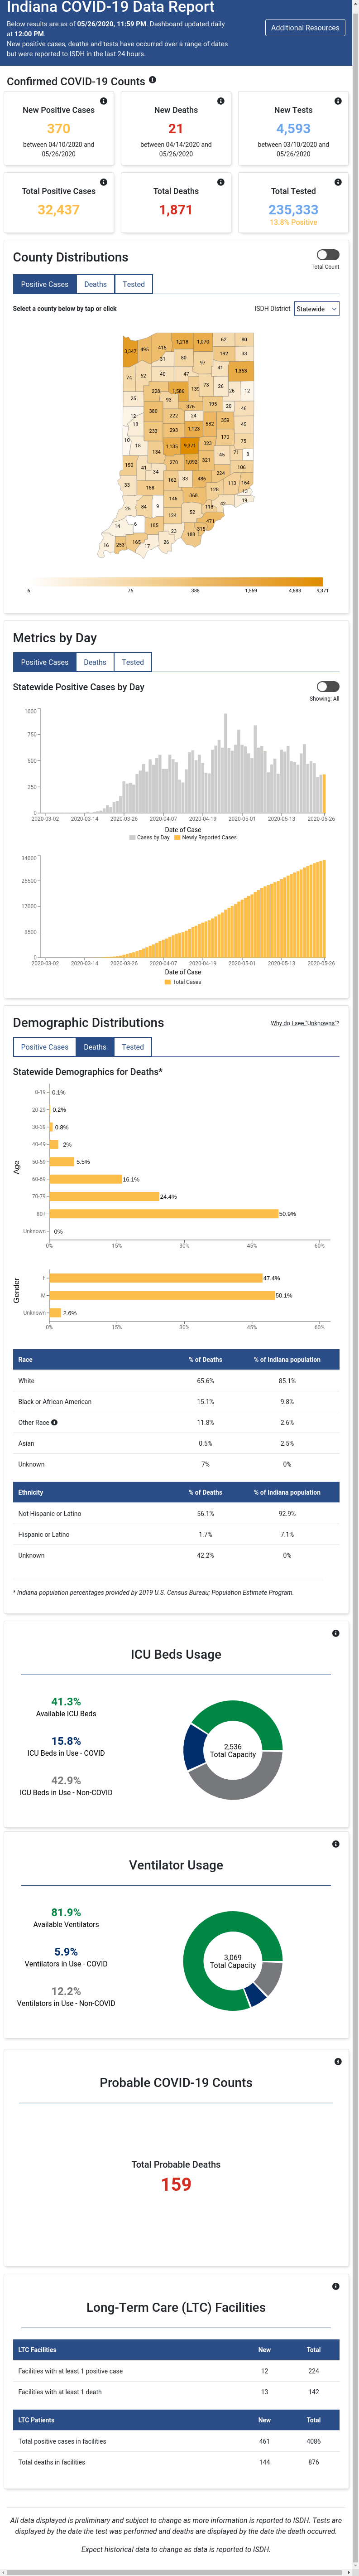 Indiana COVID-19 Data Report
Below results are as of 05/26/2020, 11:59 PM. Dashboard updated daily
at 12:00 PM.
New positive cases, deaths and tests have occurred over a range of dates
but were reported to ISDH in the last 24 hours.
Additional Resources
Confirmed COVID-19 Counts
New Positive Cases
370
between 04/10/2020 and
05/26/2020
New Deaths
21
between 04/14/2020 and
05/26/2020
New Tests
4,593
between 03/10/2020 and
05/26/2020
Total Positive Cases
32,437
Total Deaths
1,871
Total Tested
235,333
13.8% Positive
County Distributions
Total Count
Positive Cases Deaths Tested
Select a county below by tap or click
ISDH District Statewide
3,347 495 415 1,218 1,070 62 80
31 80 192 33
74 62 40 47 97 41 1,353
25 228 1,586 139 73 26 26 12
93
12 380 222 376 24 195 20 46
18 233 293 1,123 582 359 45
10 18 134 1,135 9,371 323 170 75
150 41 34 270 1,092 321 45 71 8
33 168 162 33 486 224 106
146 368 128 113 164
13
25 84 9 124 52 118 42 19
14 6 185 23 188 315 471
16 253 165 17 26
6 76 388 1,559 4,683 9,371
Metrics by Day
Positive Cases Deaths Tested
Statewide Positive Cases by Day
Showing: All
1000
750
500
250
0
2020-03-02 2020-03-14 2020-03-26 2020-04-07 2020-04-19 2020-05-01 2020-05-13 2020-05-26
Date of Case
Cases by Day Newly Reported Cases
34000
25500
17000
8500
0
2020-03-02 2020-03-14 2020-03-26 2020-04-07 2020-04-19 2020-05-01 2020-05-13 2020-05-26
Date of Case
Total Cases
Demographic Distributions
Why do I see "Unknowns"?
Positive Cases Deaths Tested
Statewide Demographics for Deaths*
Age
0-19 0.1%
20-29 0.2%
30-39 0.8%
40-49 2%
50-59 5.5%
60-69 16.1%
70-79 24.4%
80+ 50.9%
Unknown 0%
0% 15% 30% 45% 60%
Gender
F 47.4%
M 50.1%
Unknown 2.6%
0% 15% 30% 45% 60%
Race % of Deaths % of Indiana population
White 65.6% 85.1%
Black or African American 15.1% 9.8%
Other Race 11.8% 2.6%
Asian 0.5% 2.5%
Unknown 7% 0%
Ethnicity % of Deaths % of Indiana population
Not Hispanic or Latino 56.1% 92.9%
Hispanic or Latino 1.7% 7.1%
Unknown 42.2% 0%
* Indiana population percentages provided by 2019 U.S. Census Bureau; Population Estimate Program.
ICU Beds Usage
41.3%
Available ICU Beds
15.8%
ICU Beds in Use - COVID
42.9%
ICU Beds in Use - Non-COVID
2,536
Total Capacity
Ventilator Usage
81.9%
Available Ventilators
5.9%
Ventilators in Use - COVID
12.2%
Ventilators in Use - Non-COVID
3,069
Total Capacity
Probable COVID-19 Counts
Total Probable Deaths
159
Long-Term Care (LTC) Facilities
LTC Facilities New Total
Facilities with at least 1 positive case 12 224
Facilities with at least 1 death 13 142
LTC Patients New Total
Total positive cases in facilities 461 4086
Total deaths in facilities 144 876
All data displayed is preliminary and subject to change as more information is reported to ISDH. Tests are
displayed by the date the test was performed and deaths are displayed by the date the death occurred.
Expect historical data to change as data is reported to ISDH.